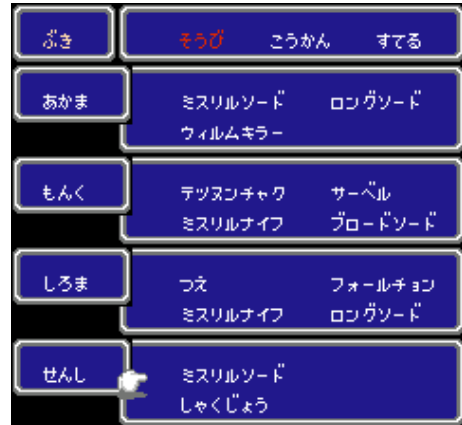 ぶき そうび こうかん すてる
あかま ミスリルソード ロングソード
ウィルムキラー
もんく テツヌンチャク サーベル
ミスリルナイフ ブロードソード
しろま つえ フォールチョン
ミスリルナイフ ロングソード
せんし ミスリルソード
しゃくじょう